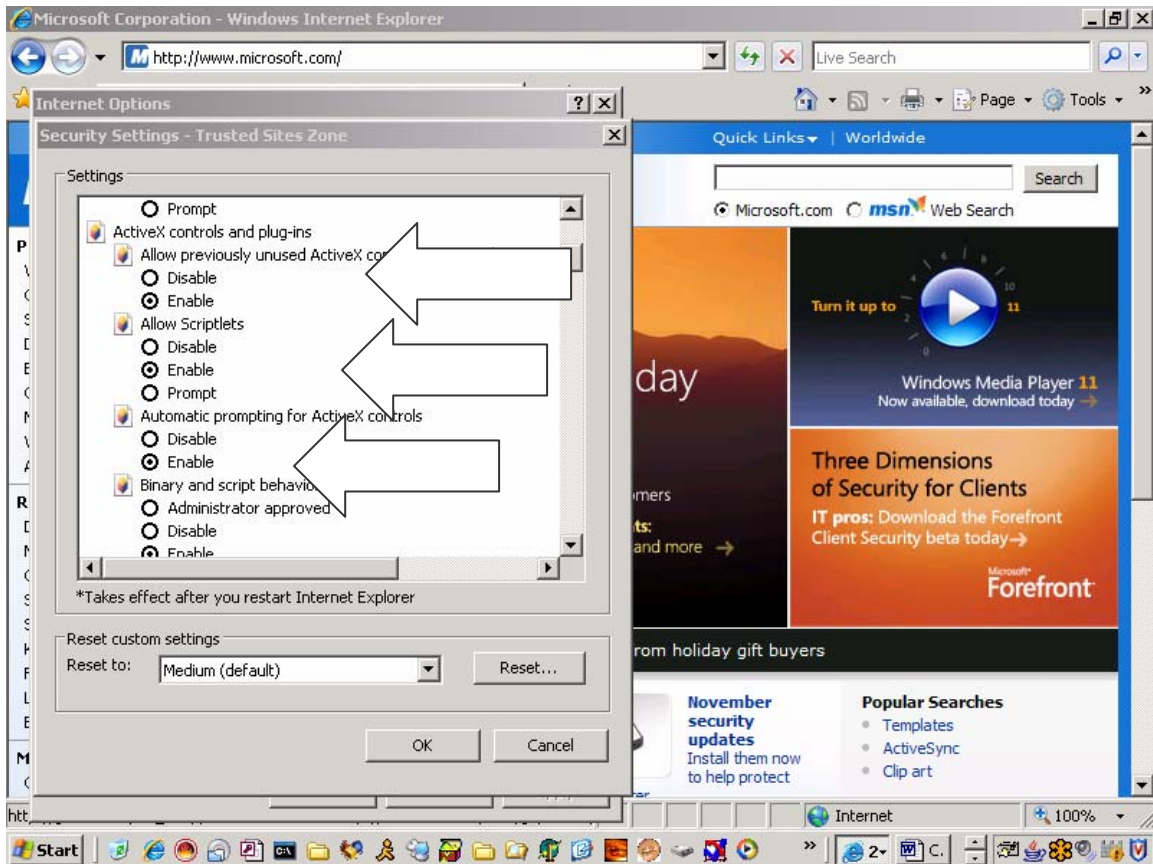 Microsoft Corporation - Windows Internet Explorer
http://www.microsoft.com/
Live Search
Page
Tools
Internet Options
Security Settings - Trusted Sites Zone
Quick Links | Worldwide
Search
Microsoft.com
msn Web Search
Settings
Prompt
ActiveX controls and plug-ins
Allow previously unused ActiveX
Disable
Enable
Allow Scriptlets
Disable
Enable
Prompt
Automatic prompting for ActiveX controls
Disable
Enable
Binary and script
Administrator approved
Disable
Enable
*Takes effect after you restart Internet Explorer
Reset custom settings
Reset to:
Medium (default)
Reset...
OK
Cancel
day
Turn it up to
11
Windows Media Player 11
Now available, download today
Three Dimensions
of Security for Clients
IT pros: Download the Forefront
Client Security beta today
Microsoft
Forefront
and more
holiday gift buyers
November
security
updates
Install them now
to help protect
Popular Searches
Templates
ActiveSync
Clip art
Internet
100%
Start
2
C.